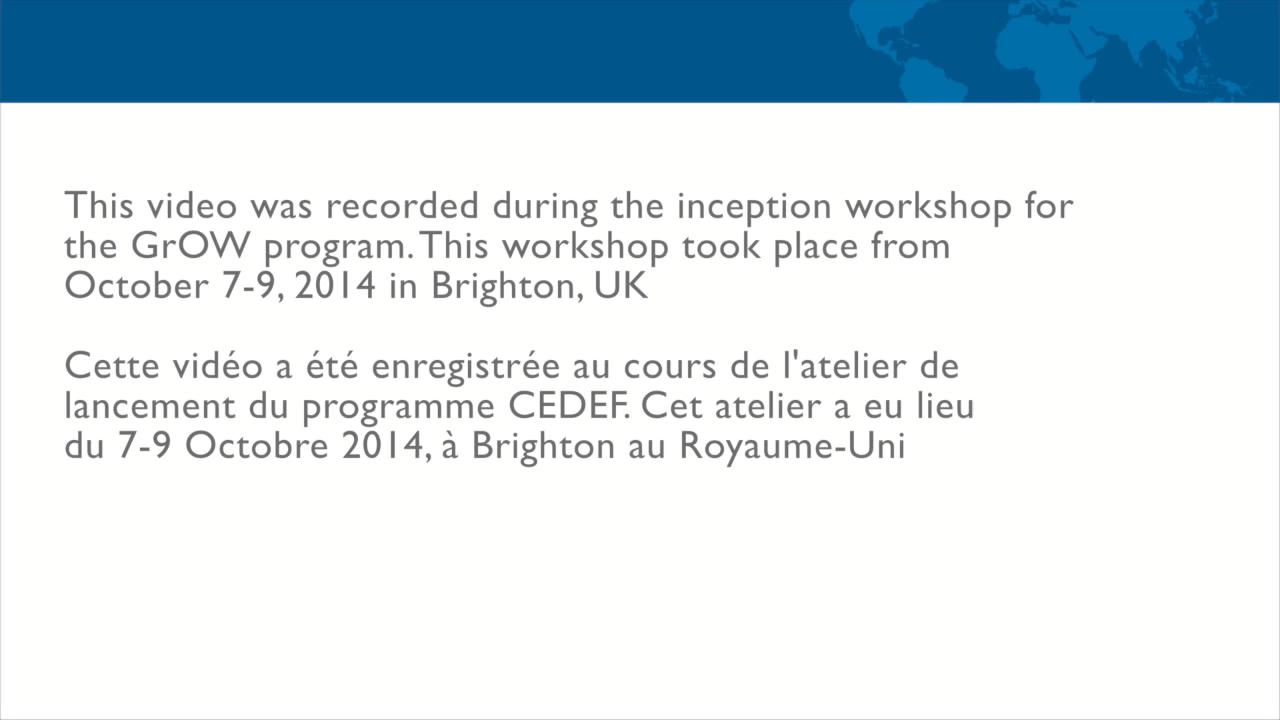 This video was recorded during the inception workshop for
the GrOW program. This workshop took place from
October 7-9, 2014 in Brighton, UK
Cette vidéo a été enregistrée au cours de l'atelier de
lancement du programme CEDEF. Cet atelier a eu lieu
du 7-9 Octobre 2014, à Brighton au Royaume-Uni